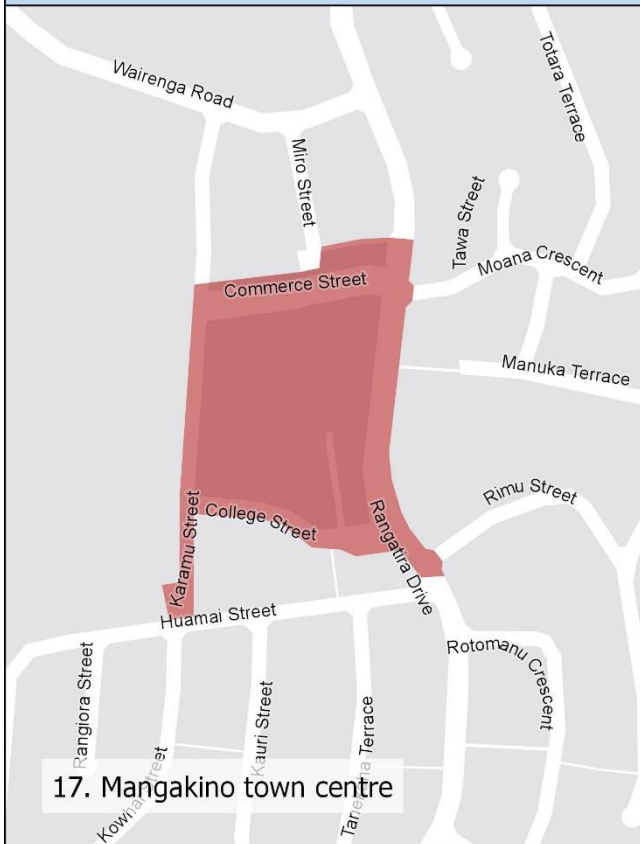 Totara Terrace
Wairenga Road
Miro Street
Tawa Street
Moana Crescent
Commerce Street
Manuka Terrace
Rimu Street
College Street
Karamu Street
Rangatira Drive
Huamai Street
Rotomanu Crescent
Rangiora Street
Kauri Street
Terrace
Street
17. Mangakino town centre